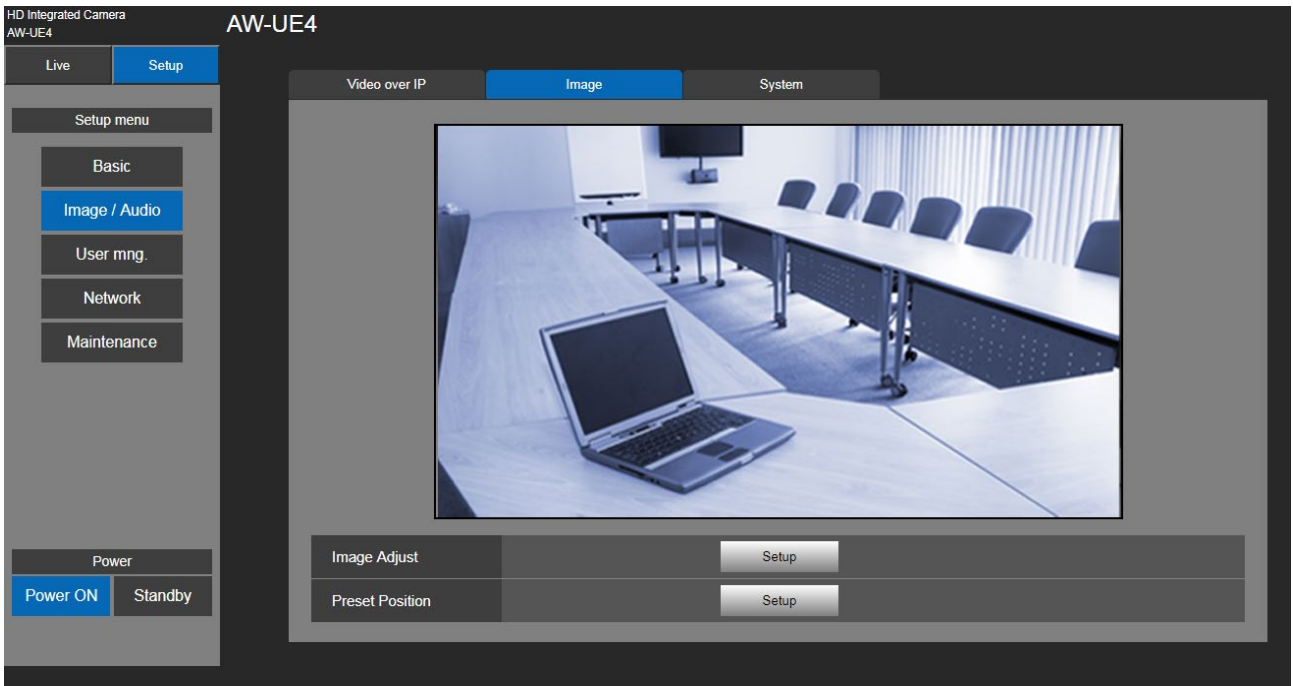 HD Integrated Camera
AW-UE4
AW-UE4
Live
Setup
Setup menu
Basic
Image / Audio
User mng.
Network
Maintenance
Power
Power ON
Standby
Video over IP
Image
System
Image Adjust
Setup
Preset Position
Setup